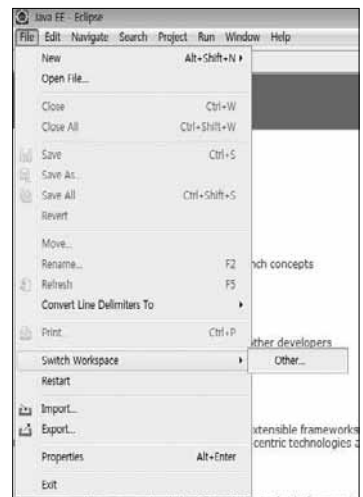 Java EE - Eclipse
File Edit Navigate Search Project Run Window Help
New Alt+Shift+N
Open File...
Close Ctrl+W
Close All Ctrl+Shift+W
Save Ctrl+S
Save As...
Save All Ctrl+Shift+S
Revert
Move...
Rename... F2
nch concepts
Refresh F5
Convert Line Delimiters To
Print... Ctrl+P
ther developers
Switch Workspace Other...
Restart
Import...
Export...
xtensible frameworks
-centric technologies a
Properties Alt+Enter
Exit